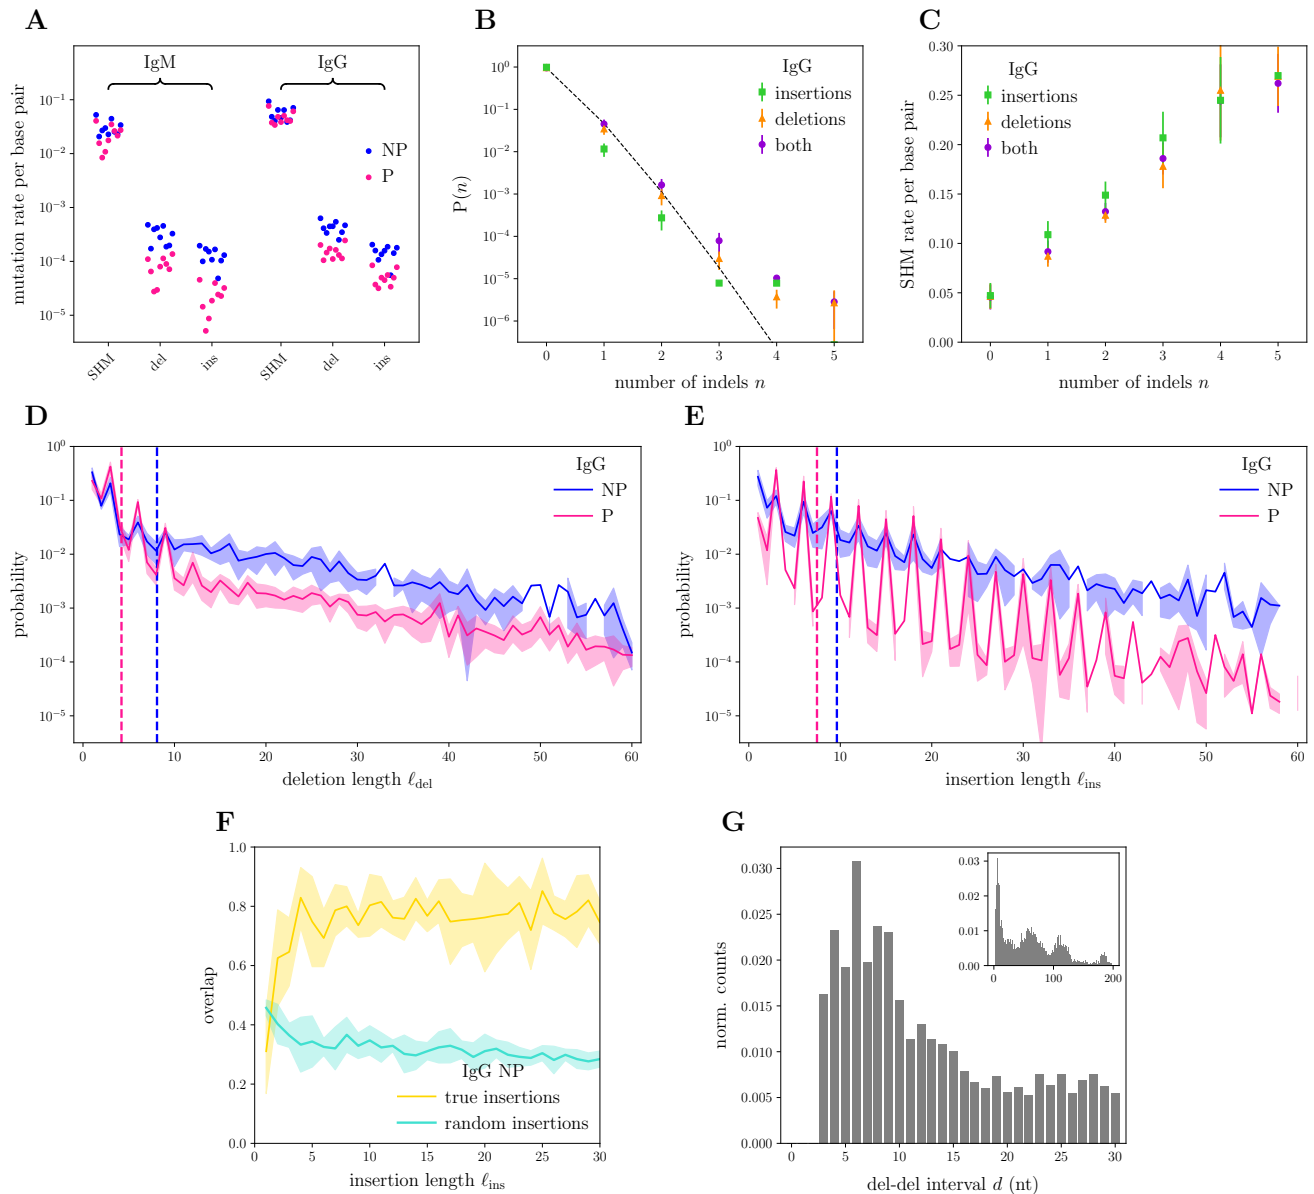 A
IgM
IgG
NP
P
mutation rate per base pair
10⁻¹
10⁻²
10⁻³
10⁻⁴
10⁻⁵
SHM
del
ins
SHM
del
ins
B
IgG
insertions
deletions
both
P(n)
10⁰
10⁻¹
10⁻²
10⁻³
10⁻⁴
10⁻⁵
10⁻⁶
0 1 2 3 4 5
number of indels n
C
IgG
insertions
deletions
both
SHM rate per base pair
0.30
0.25
0.20
0.15
0.10
0.05
0.00
0 1 2 3 4 5
number of indels n
D
IgG
NP
P
probability
10⁰
10⁻¹
10⁻²
10⁻³
10⁻⁴
10⁻⁵
0 10 20 30 40 50 60
deletion length ℓdel
E
IgG
NP
P
probability
10⁰
10⁻¹
10⁻²
10⁻³
10⁻⁴
10⁻⁵
0 10 20 30 40 50 60
insertion length ℓins
F
overlap
1.0
0.8
0.6
0.4
0.2
0.0
IgG NP
true insertions
random insertions
0 5 10 15 20 25 30
insertion length ℓins
G
norm. counts
0.030
0.025
0.020
0.015
0.010
0.005
0.000
0.03
0.02
0.01
0.00
0 100 200
0 5 10 15 20 25 30
del-del interval d (nt)